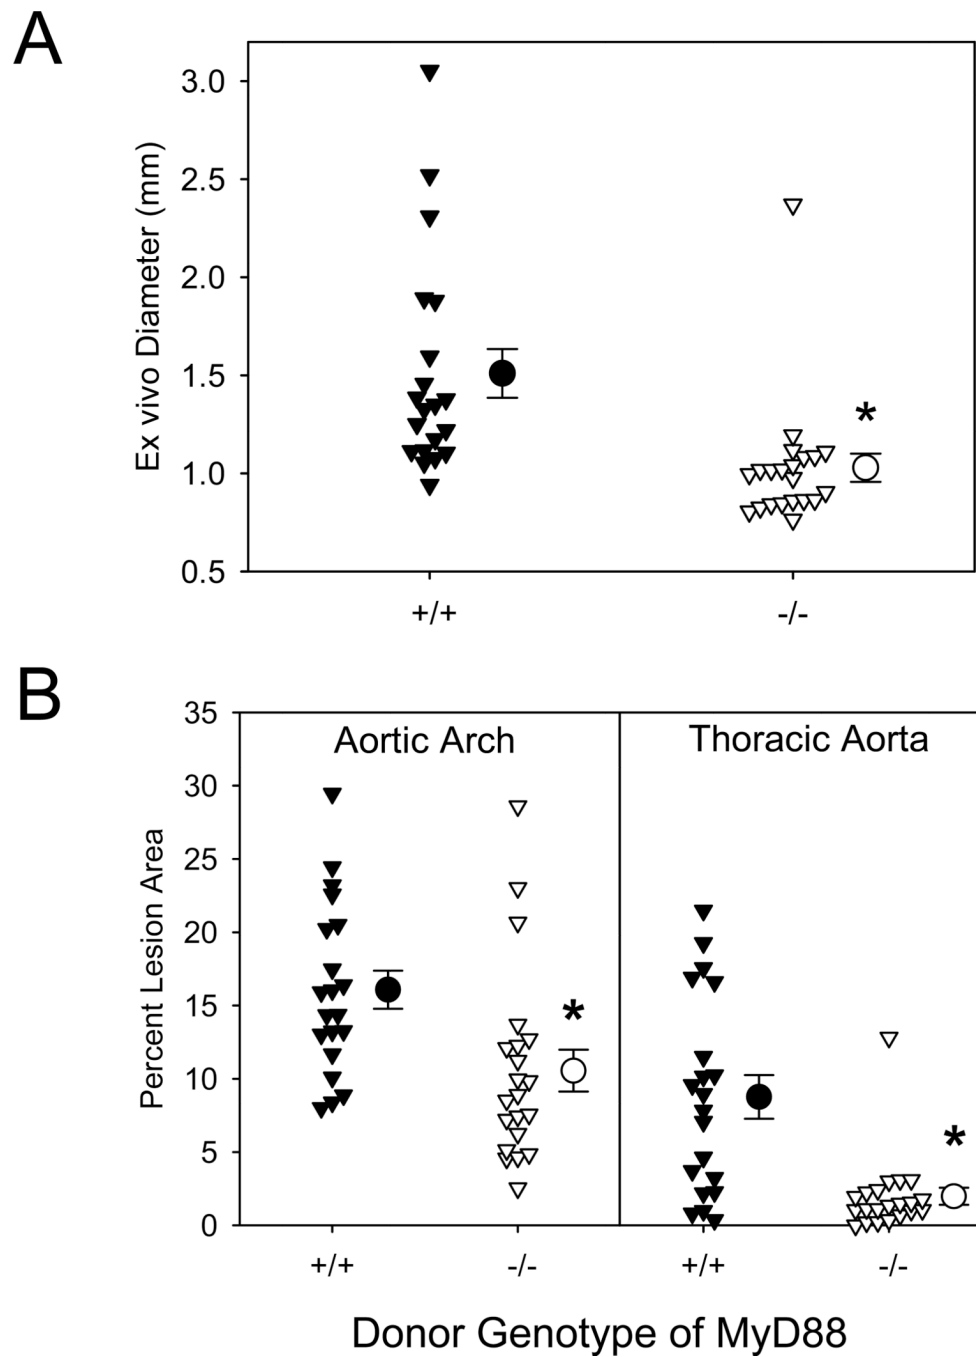 A
Ex vivo Diameter (mm)
3.0
2.5
2.0
1.5
1.0
0.5
*
+/+ -/-
B
Percent Lesion Area
35
30
25
20
15
10
5
0
Aortic Arch Thoracic Aorta
*
*
+/+ -/- +/+ -/-
Donor Genotype of MyD88